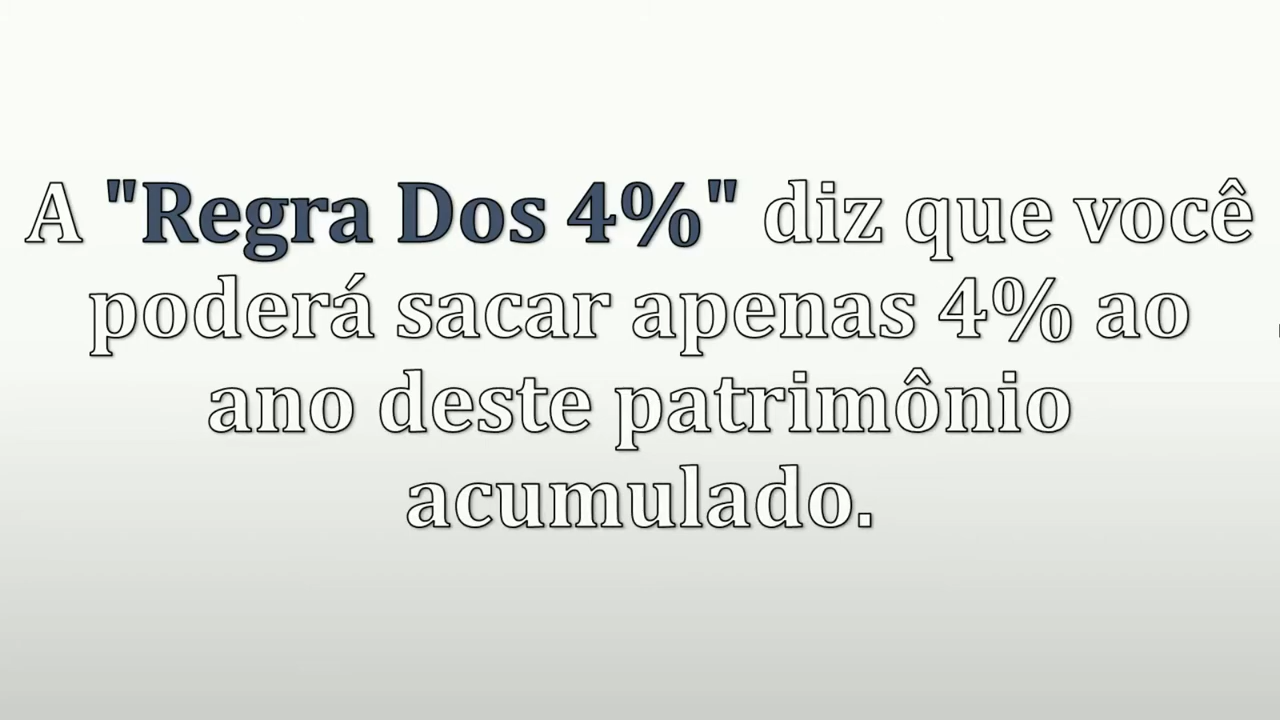 A "Regra Dos 4%" diz que você
poderá sacar apenas 4% ao
ano deste patrimônio
acumulado.